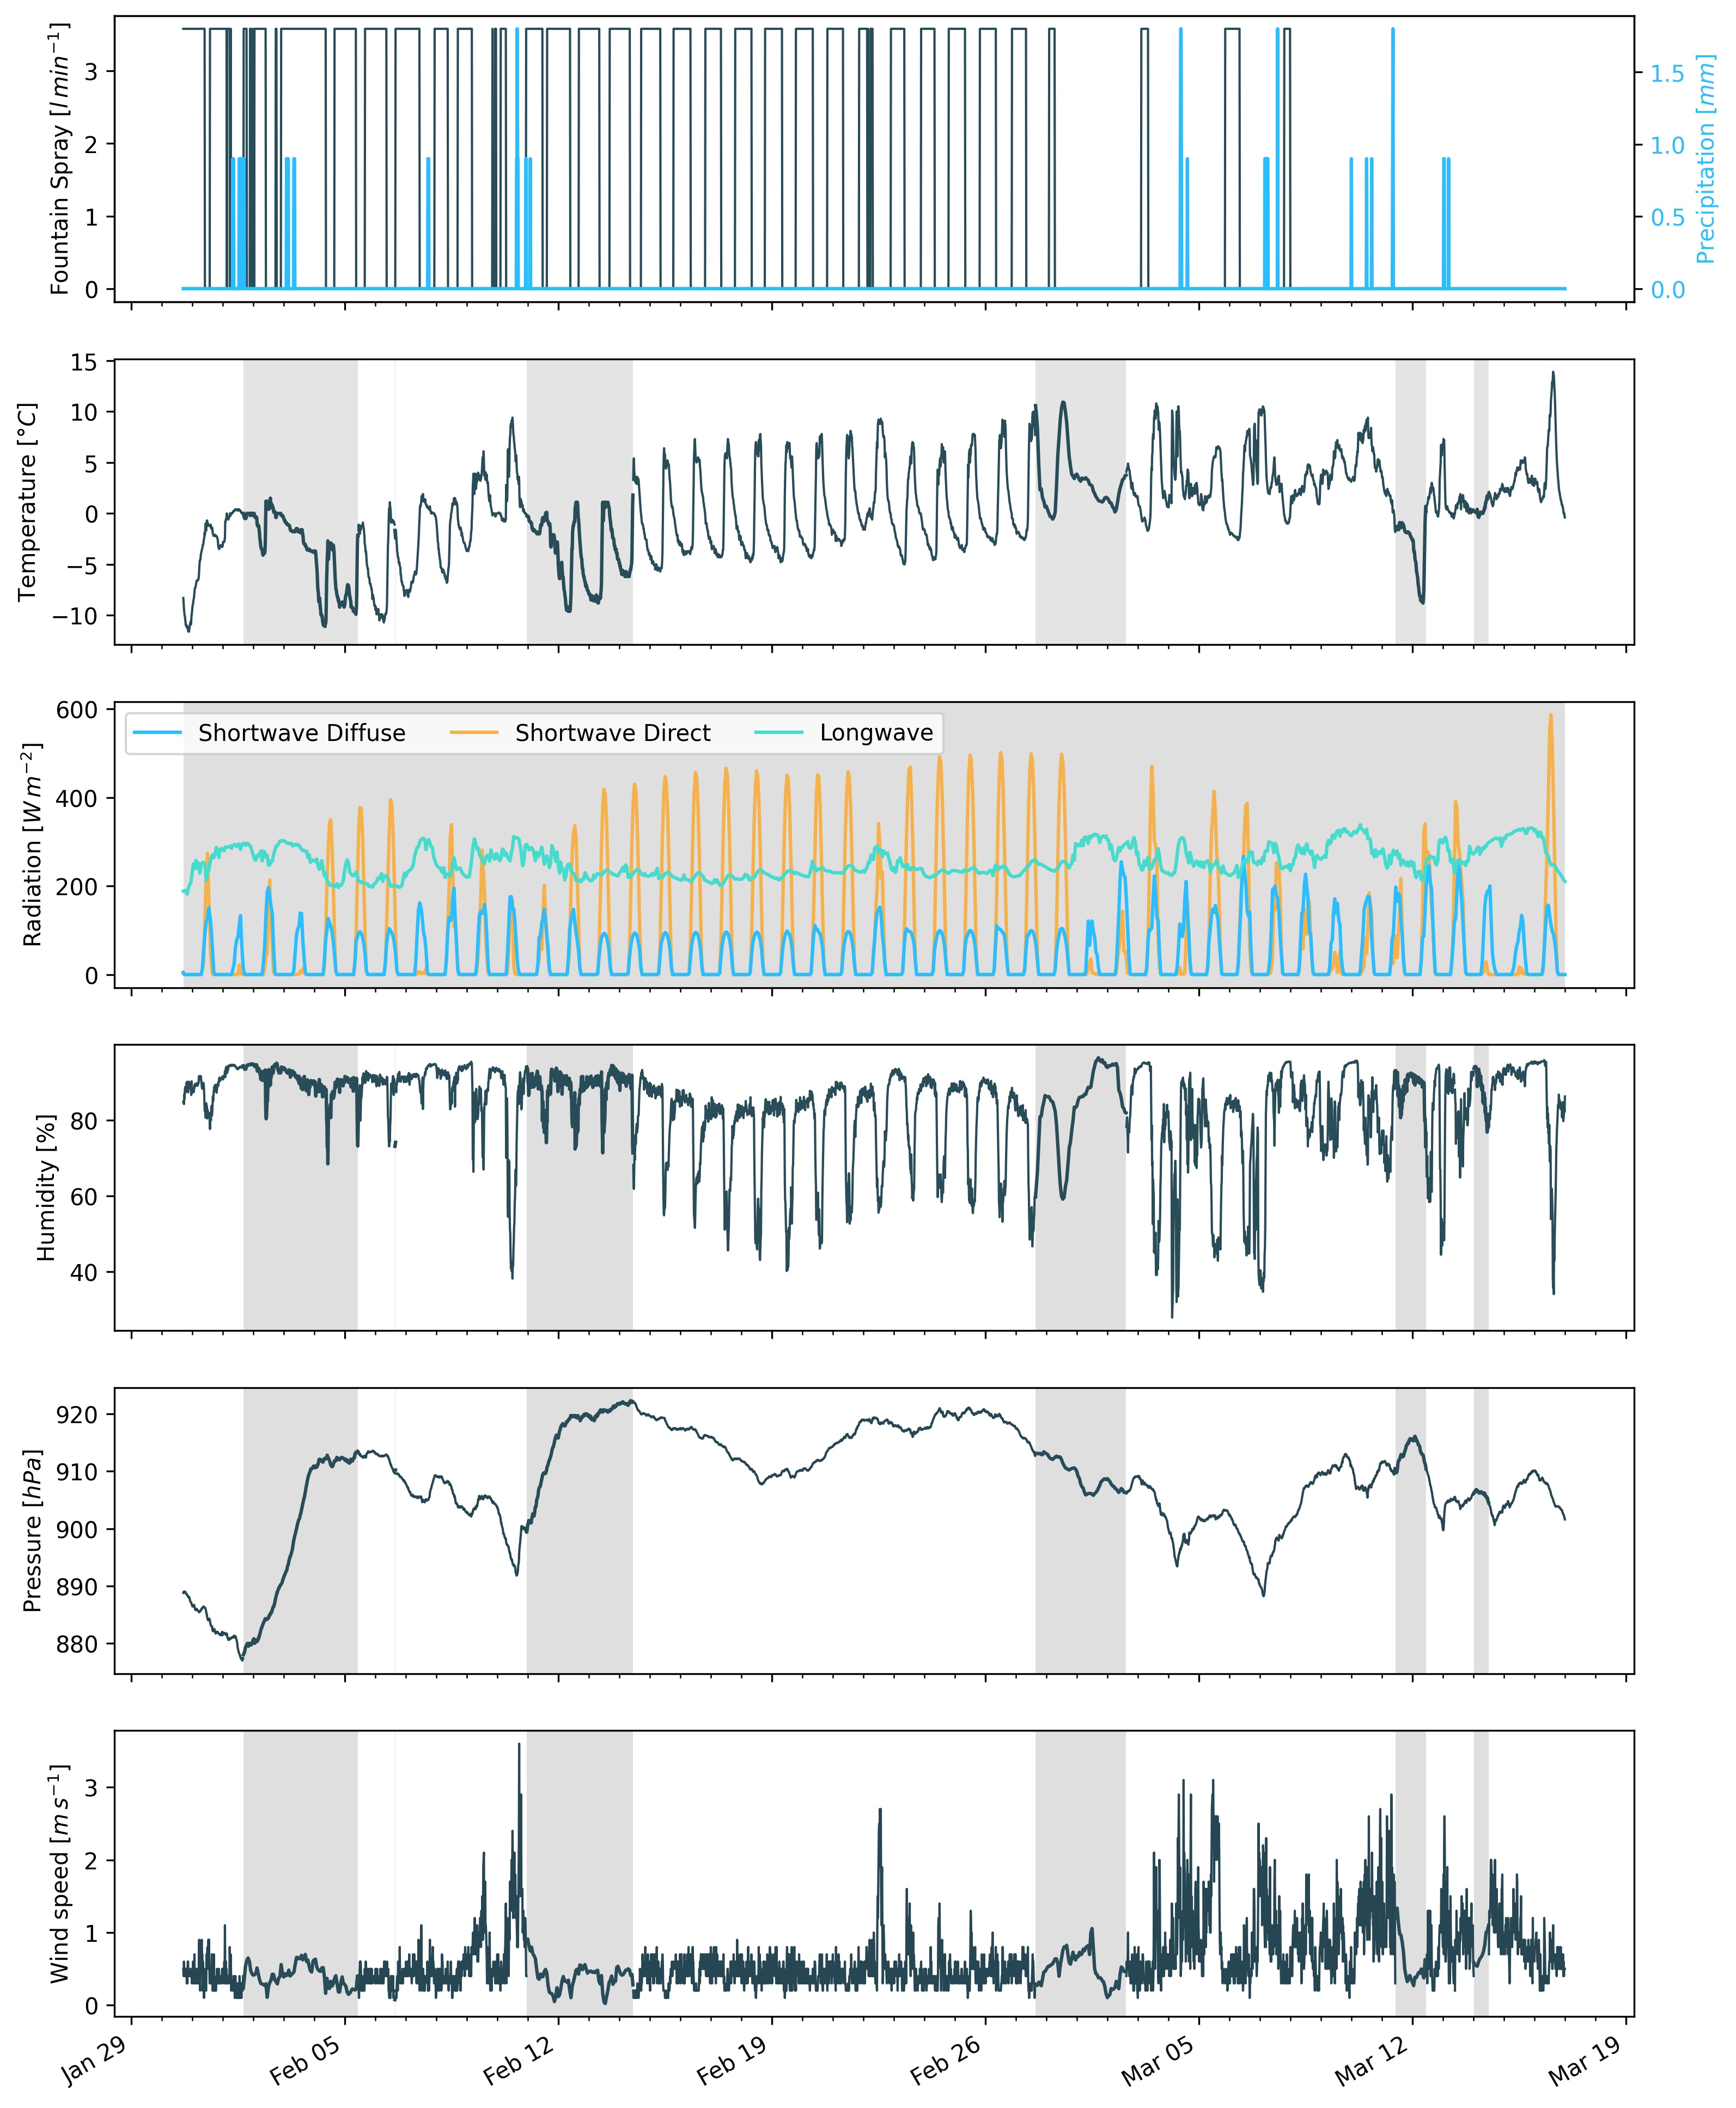 Fountain Spray [l min⁻¹]
3
2
1
0
1.5
1.0
0.5
0.0
Precipitation [mm]
Temperature [°C]
15
10
5
0
−5
−10
Radiation [W m⁻²]
600
400
200
0
Shortwave Diffuse
Shortwave Direct
Longwave
Humidity [%]
80
60
40
Pressure [hPa]
920
910
900
890
880
Wind speed [m s⁻¹]
3
2
1
0
Jan 29
Feb 05
Feb 12
Feb 19
Feb 26
Mar 05
Mar 12
Mar 19